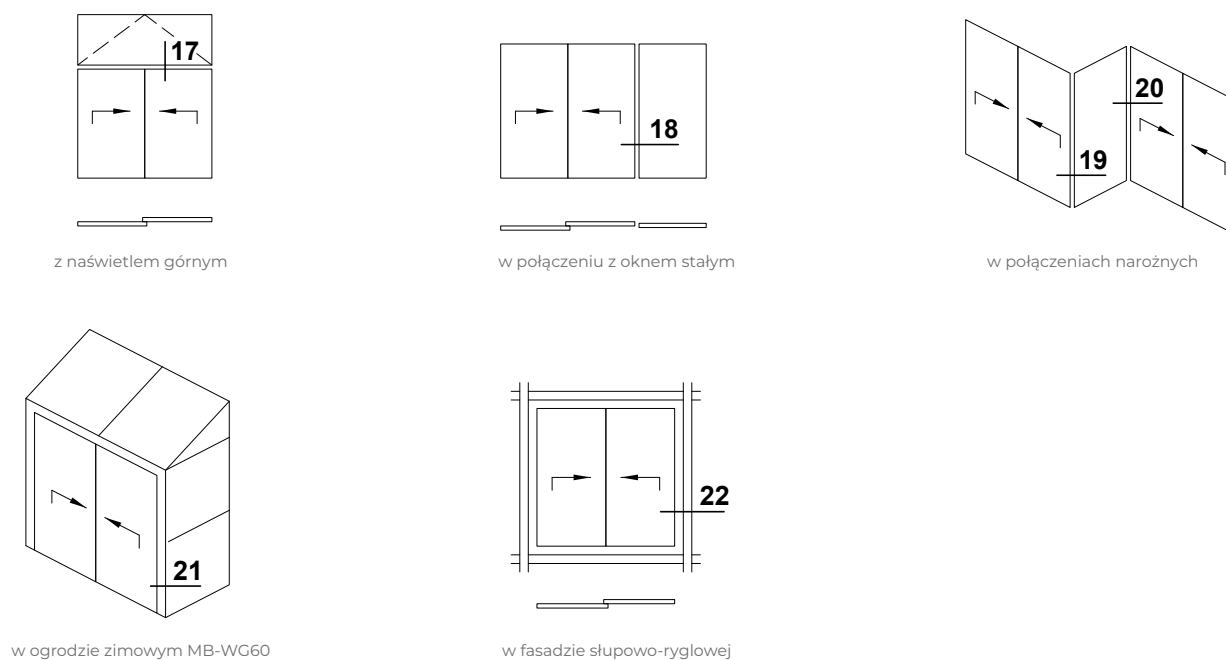 17
18
20
19
z naświetlem górnym
w połączeniu z oknem stałym
w połączeniach narożnych
21
22
w ogrodzie zimowym MB-WG60
w fasadzie słupowo-ryglowej